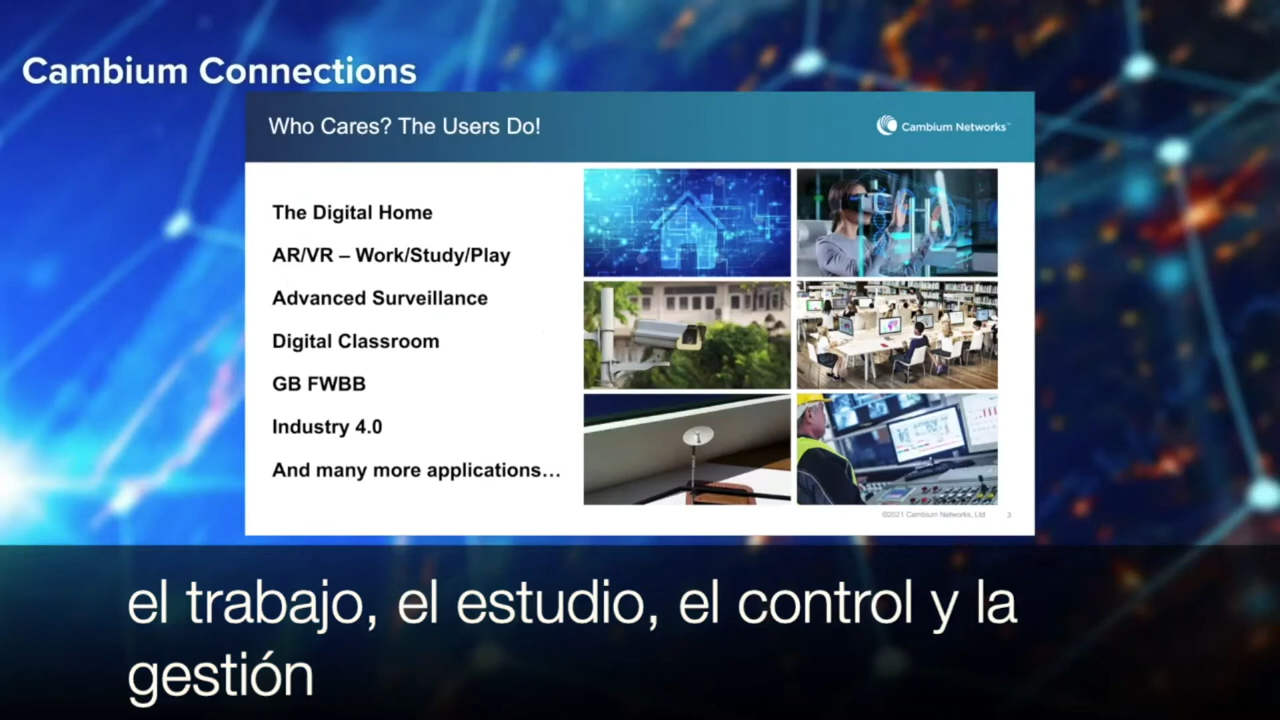 Cambium Connections
Who Cares? The Users Do!
Cambium Networks™
The Digital Home
AR/VR – Work/Study/Play
Advanced Surveillance
Digital Classroom
GB FWBB
Industry 4.0
And many more applications…
©2021 Cambium Networks, Ltd
3
el trabajo, el estudio, el control y la
gestión